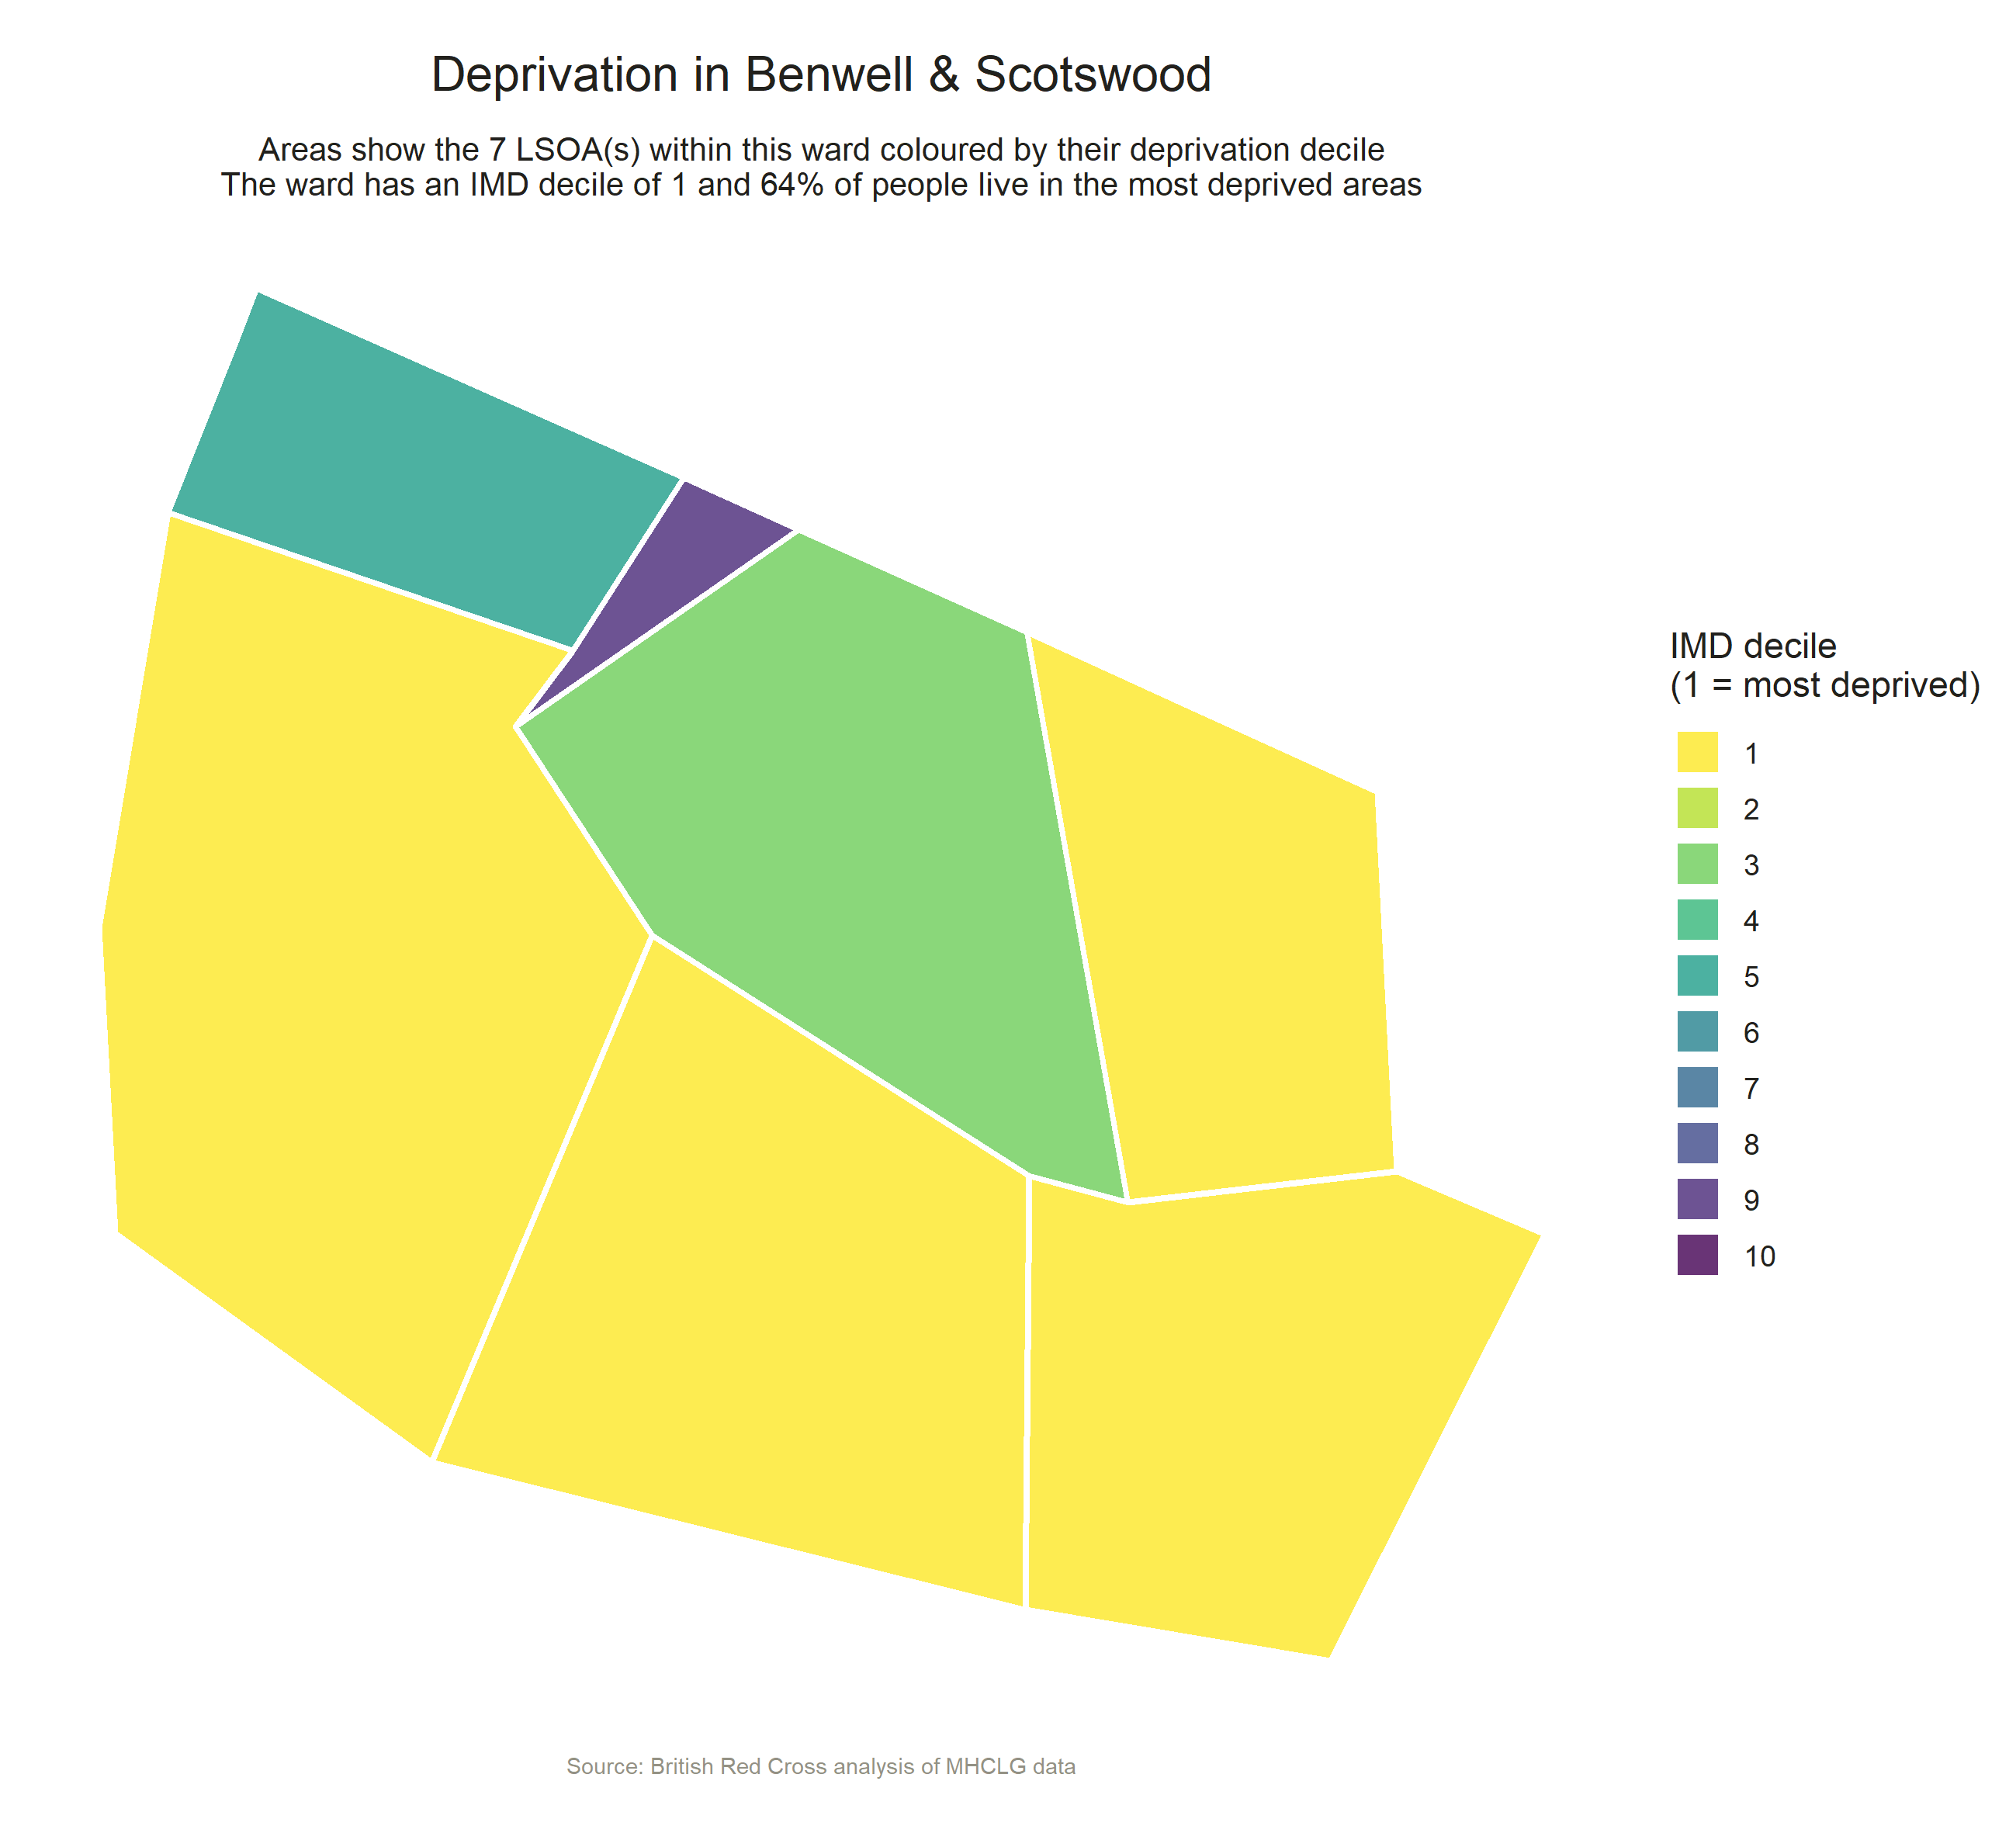 Deprivation in Benwell & Scotswood
Areas show the 7 LSOA(s) within this ward coloured by their deprivation decile
The ward has an IMD decile of 1 and 64% of people live in the most deprived areas
IMD decile
(1 = most deprived)
1
2
3
4
5
6
7
8
9
10
Source: British Red Cross analysis of MHCLG data